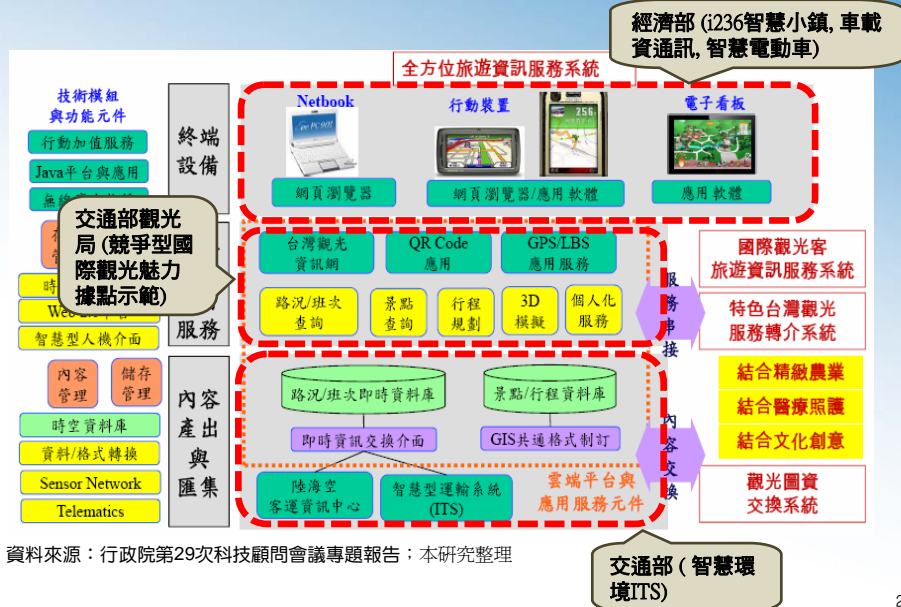 經濟部 (i236智慧小鎮, 車載
資通訊, 智慧電動車)
全方位旅遊資訊服務系統
技術模組
與功能元件
行動加值服務
Java平台與應用
終端
設備
Netbook
行動裝置
電子看板
網頁瀏覽器
網頁瀏覽器/應用軟體
應用軟體
交通部觀光
局 (競爭型國
際觀光魅力
據點示範)
智慧型人機介面
服務
台灣觀光
資訊網
QR Code
應用
GPS/LBS
應用服務
路況/班次
查詢
景點
查詢
行程
規劃
3D
模擬
個人化
服務
服務串接
國際觀光客
旅遊資訊服務系統
特色台灣觀光
服務轉介系統
內容
管理
儲存
管理
時空資料庫
資料/格式轉換
Sensor Network
Telematics
內容
產出
與
匯集
路況/班次即時資料庫
景點/行程資料庫
即時資訊交換介面
GIS共通格式制訂
陸海空
客運資訊中心
智慧型運輸系統
(ITS)
雲端平台與
應用服務元件
內容交換
結合精緻農業
結合醫療照護
結合文化創意
觀光圖資
交換系統
資料來源：行政院第29次科技顧問會議專題報告；本研究整理
交通部 ( 智慧環
境ITS)